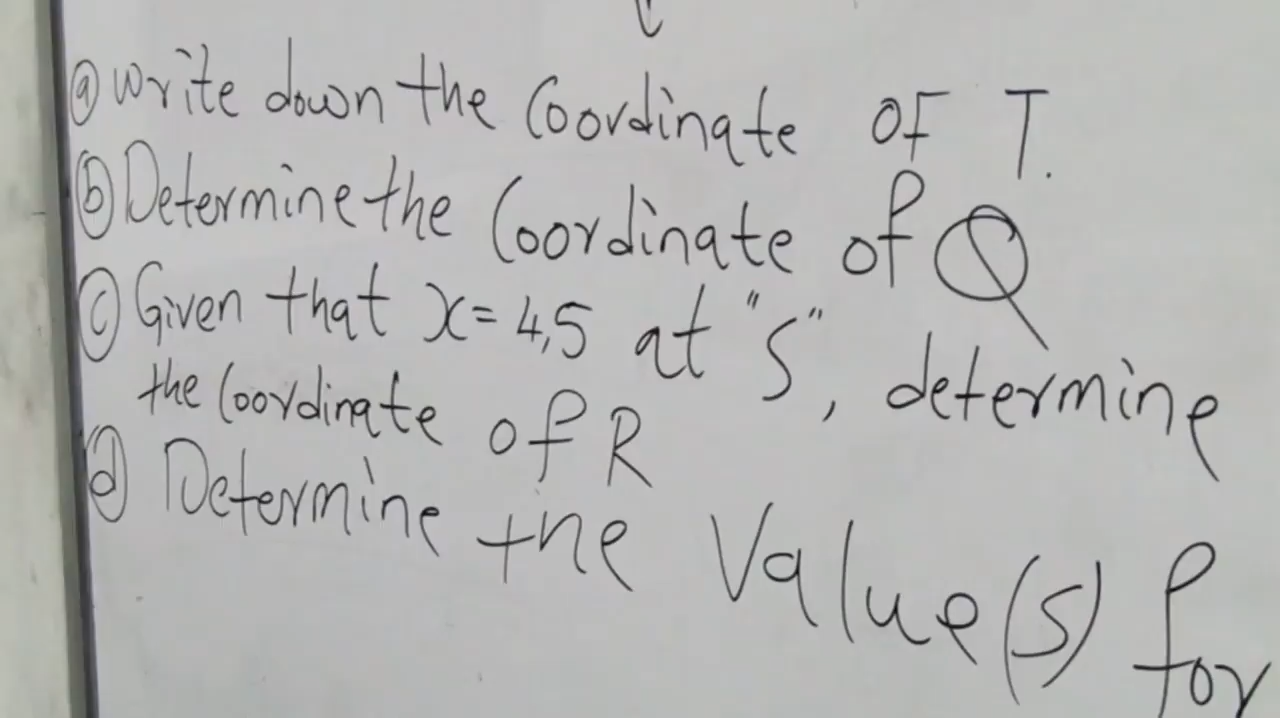 ⓐ Write down the Coordinate OF T.
ⓑ Determine the Coordinate of Q
ⓒ Given that x = 4,5 at "S", determine
the Coordinate of R
ⓓ Determine the Value(s) for